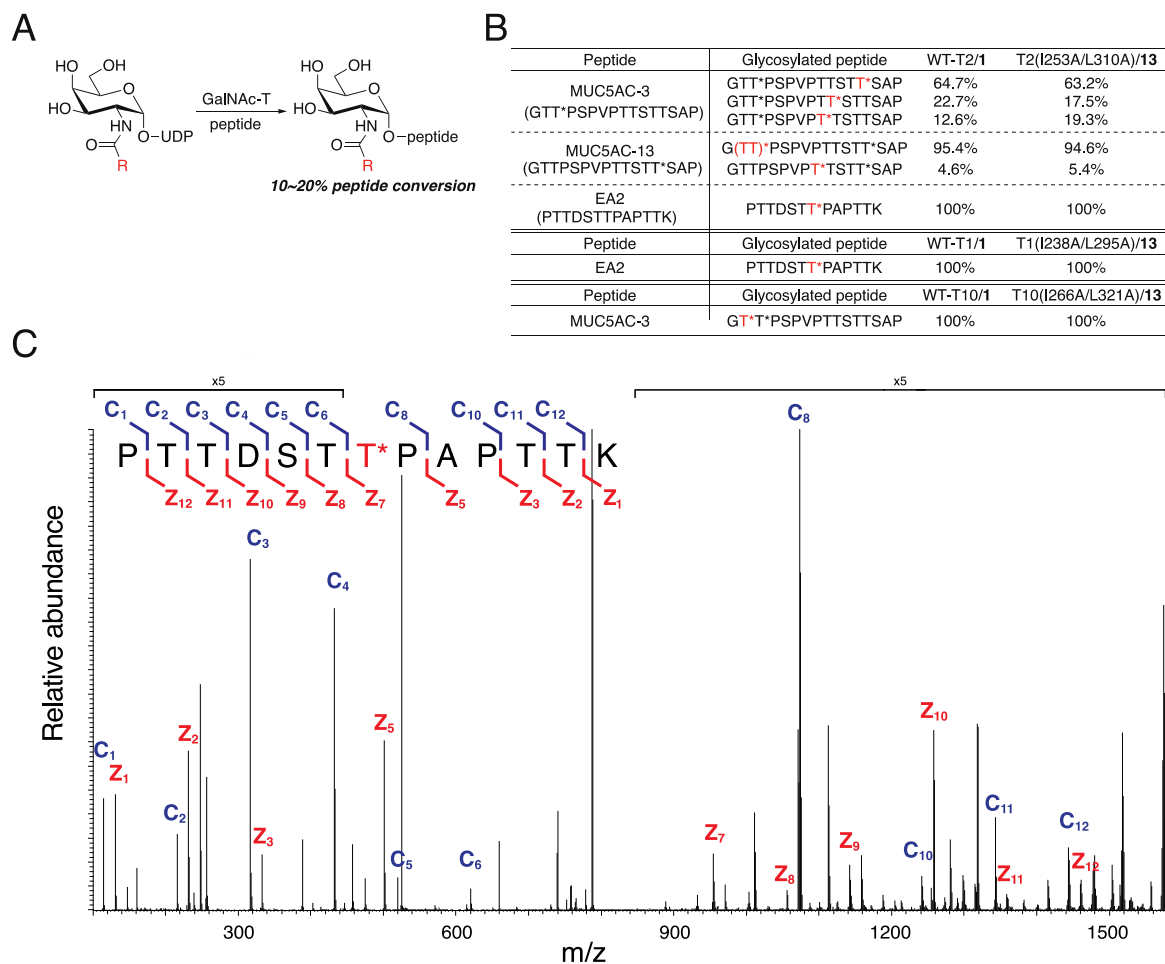 A
OH
OH
O
HO
HN
O
O—UDP
R
GalNAc-T
peptide
OH
OH
O
HO
HN
O
O—peptide
R
10~20% peptide conversion
B
Peptide Glycosylated peptide WT-T2/1 T2(I253A/L310A)/13
MUC5AC-3
(GTT*PSPVPTTSTTSAP)
GTT*PSPVPTTSTT*SAP 64.7% 63.2%
GTT*PSPVPTT*STTSAP 22.7% 17.5%
GTT*PSPVPT*TSTTSAP 12.6% 19.3%
MUC5AC-13
(GTTPSPVPTTSTT*SAP)
G(TT)*PSPVPTTSTT*SAP 95.4% 94.6%
GTTPSPVPT*TSTT*SAP 4.6% 5.4%
EA2
(PTTDSTTPAPTTK)
PTTDSTT*PAPTTK 100% 100%
Peptide Glycosylated peptide WT-T1/1 T1(I238A/L295A)/13
EA2 PTTDSTT*PAPTTK 100% 100%
Peptide Glycosylated peptide WT-T10/1 T10(I266A/L321A)/13
MUC5AC-3 GT*T*PSPVPTTSTTSAP 100% 100%
C
x5
x5
C1 C2 C3 C4 C5 C6 C8 C10 C11 C12
P T T D S T T* P A P T T K
Z12 Z11 Z10 Z9 Z8 Z7 Z5 Z3 Z2 Z1
C8
C3
C4
Z5
Z10
Z2
C1
Z1
C2
Z3
C5
C6
Z7
Z8
Z9
C10
C11
Z11
C12
Z12
Relative abundance
300 600 900 1200 1500
m/z